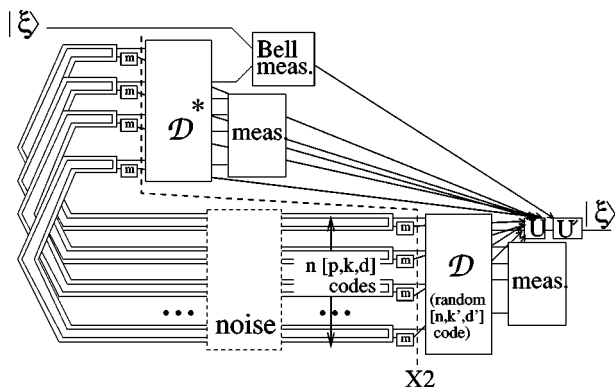 |ξ⟩
Bell
meas.
m
m
m
m
𝒟*
meas.
|ξ⟩
U
U'
m
m
m
m
n [p,k,d]
codes
noise
• • •
• • •
𝒟
(random
[n,k',d']
code)
meas.
X2